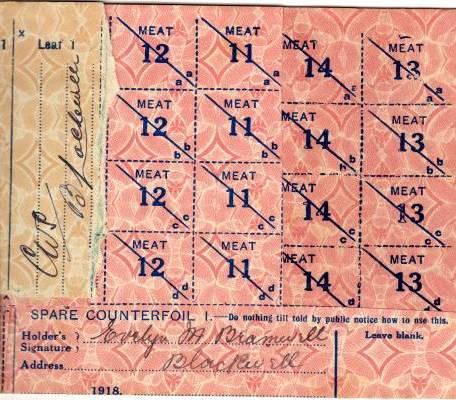 1 x Leaf 1
MEAT 12 a a MEAT 11 a a MEAT 14 a MEAT 13 a a
MEAT 12 b b MEAT 11 b b MEAT 14 b b MEAT 13 b b
MEAT 12 c c MEAT 11 c c MEAT 14 c MEAT 13 c c
MEAT 12 d d MEAT 11 d d MEAT 14 d MEAT 13 d d
SPARE COUNTERFOIL 1.—Do nothing till told by public notice how to use this.
Holder's Signature } Evelyn M Bramwell Leave blank.
Address Blackwell
1918.